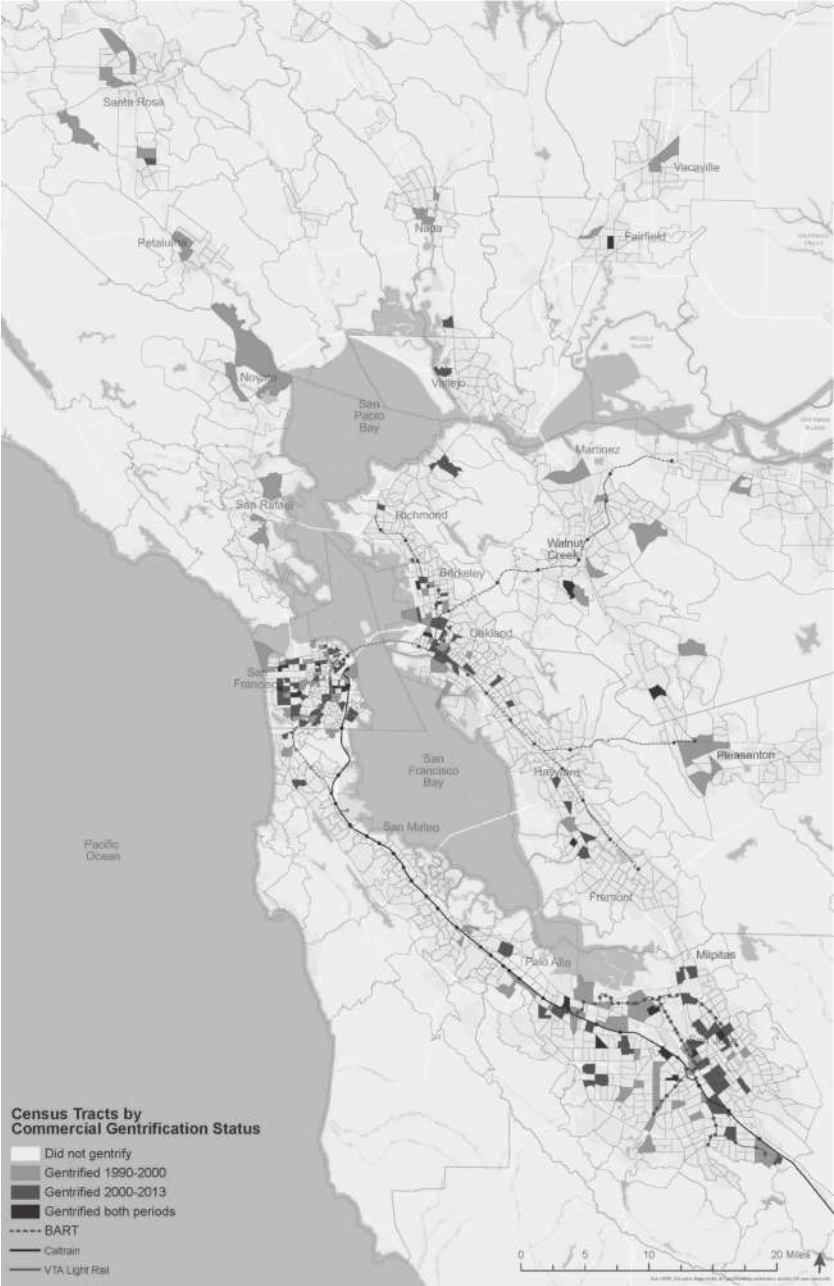 Santa Rosa
Vacaville
Napa
Fairfield
Petaluma
GRIZZLY
ISLAND
Vallejo
Novato
San
Pablo
Bay
Martinez
San Rafael
Richmond
Walnut
Creek
Berkeley
Oakland
San
Francisco
Pleasanton
San
Francisco
Bay
Hayward
San Mateo
Pacific
Ocean
Fremont
Palo Alto
Milpitas
Census Tracts by
Commercial Gentrification Status
Did not gentrify
Gentrified 1990-2000
Gentrified 2000-2013
Gentrified both periods
BART
Caltrain
VTA Light Rail
0 5 10 20 Miles